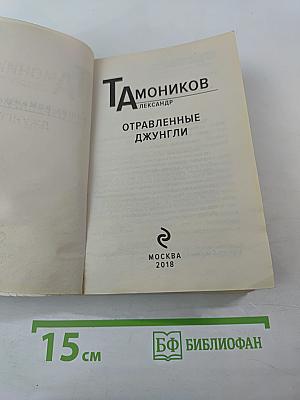 ТАМОНИКОВ
АЛЕКСАНДР
ОТРАВЛЕННЫЕ
ДЖУНГЛИ
МОСКВА
2018
15 см
БФ БИБЛИОФАН